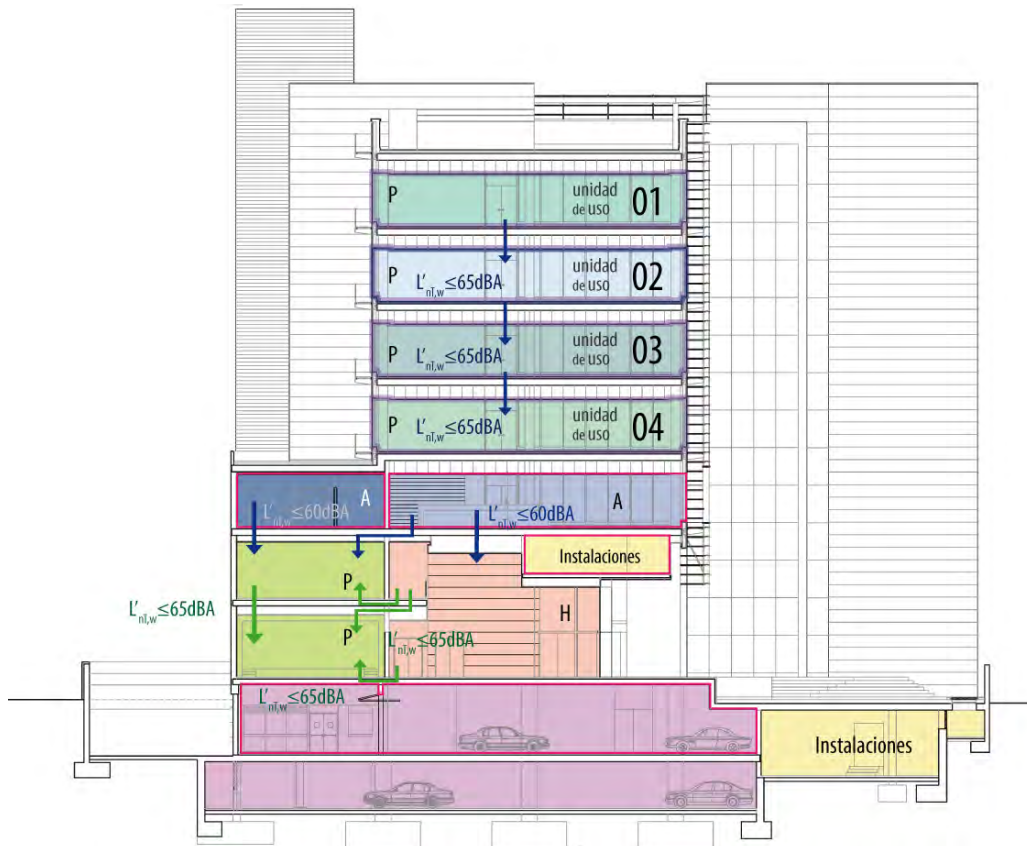 P
unidad
de uso 01
P
L'nT,w≤65dBA
unidad
de uso 02
P
L'nT,w≤65dBA
unidad
de uso 03
P
L'nT,w≤65dBA
unidad
de uso 04
A
L'nT,w≤60dBA
A
L'nT,w≤60dBA
Instalaciones
P
H
L'nT,w≤65dBA
P
L'nT,w≤65dBA
L'nT,w≤65dBA
Instalaciones